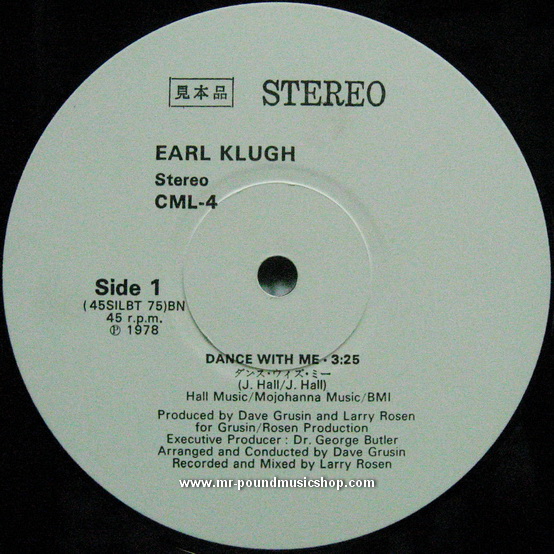 見本品 STEREO
EARL KLUGH
Stereo
CML-4
Side 1
(45SILBT 75)BN
45 r.p.m.
℗ 1978
DANCE WITH ME • 3:25
ダンス・ウィズ・ミー
(J. Hall/J. Hall)
Hall Music/Mojohanna Music/BMI
Produced by Dave Grusin and Larry Rosen
for Grusin/Rosen Production
Executive Producer : Dr. George Butler
Arranged and Conducted by Dave Grusin
Recorded and Mixed by Larry Rosen
www.mr-poundmusicshop.com